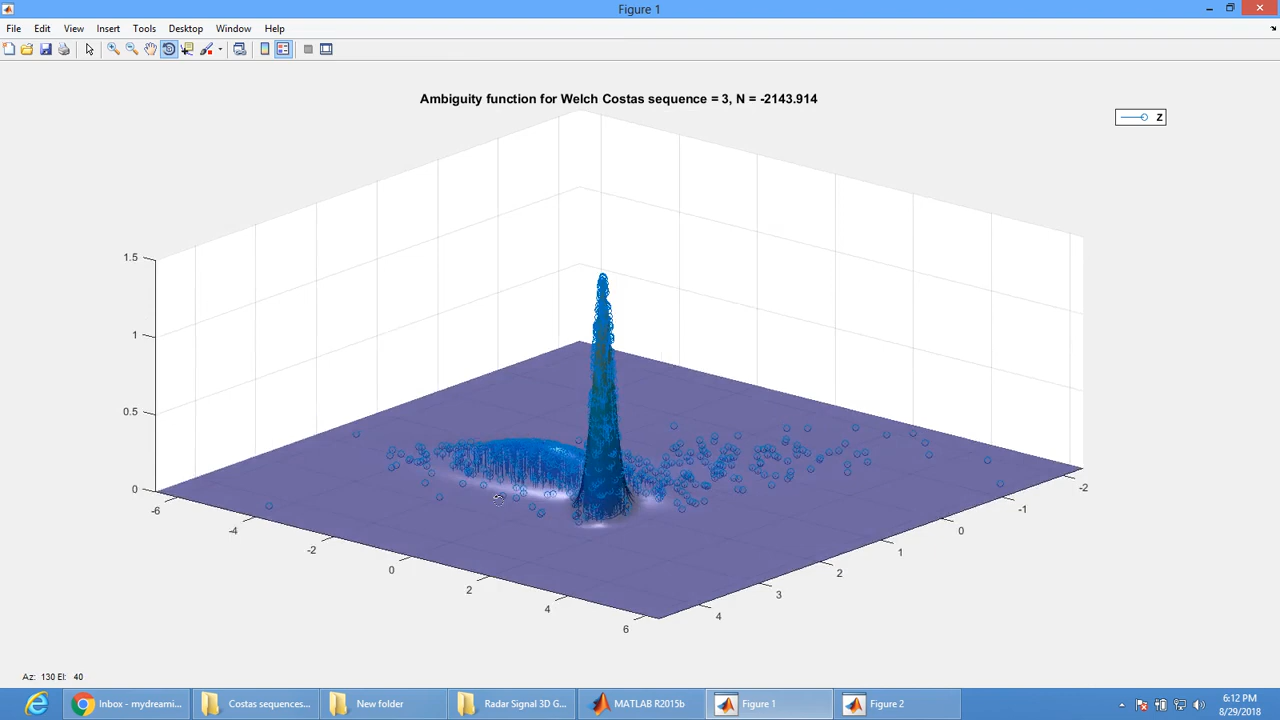 Figure 1
File Edit View Insert Tools Desktop Window Help
Ambiguity function for Welch Costas sequence = 3, N = -2143.914
Z
1.5
1
0.5
0
-6
-4
-2
0
2
4
6
-2
-1
0
1
2
3
4
Az: 130 El: 40
Inbox - mydreami... Costas sequences... New folder Radar Signal 3D G... MATLAB R2015b Figure 1 Figure 2
6:12 PM
8/29/2018